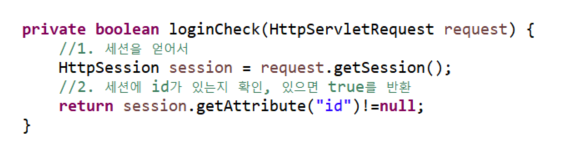 private boolean loginCheck(HttpServletRequest request) {
    //1. 세션을 얻어서
    HttpSession session = request.getSession();
    //2. 세션에 id가 있는지 확인, 있으면 true를 반환
    return session.getAttribute("id")!=null;
}